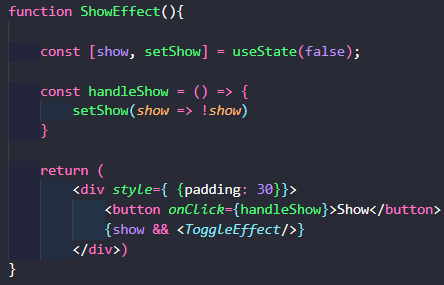 function ShowEffect(){
const [show, setShow] = useState(false);
const handleShow = () => {
setShow(show => !show)
}
return (
<div style={ {padding: 30}}>
<button onClick={handleShow}>Show</button>
{show && <ToggleEffect/>}
</div>)
}